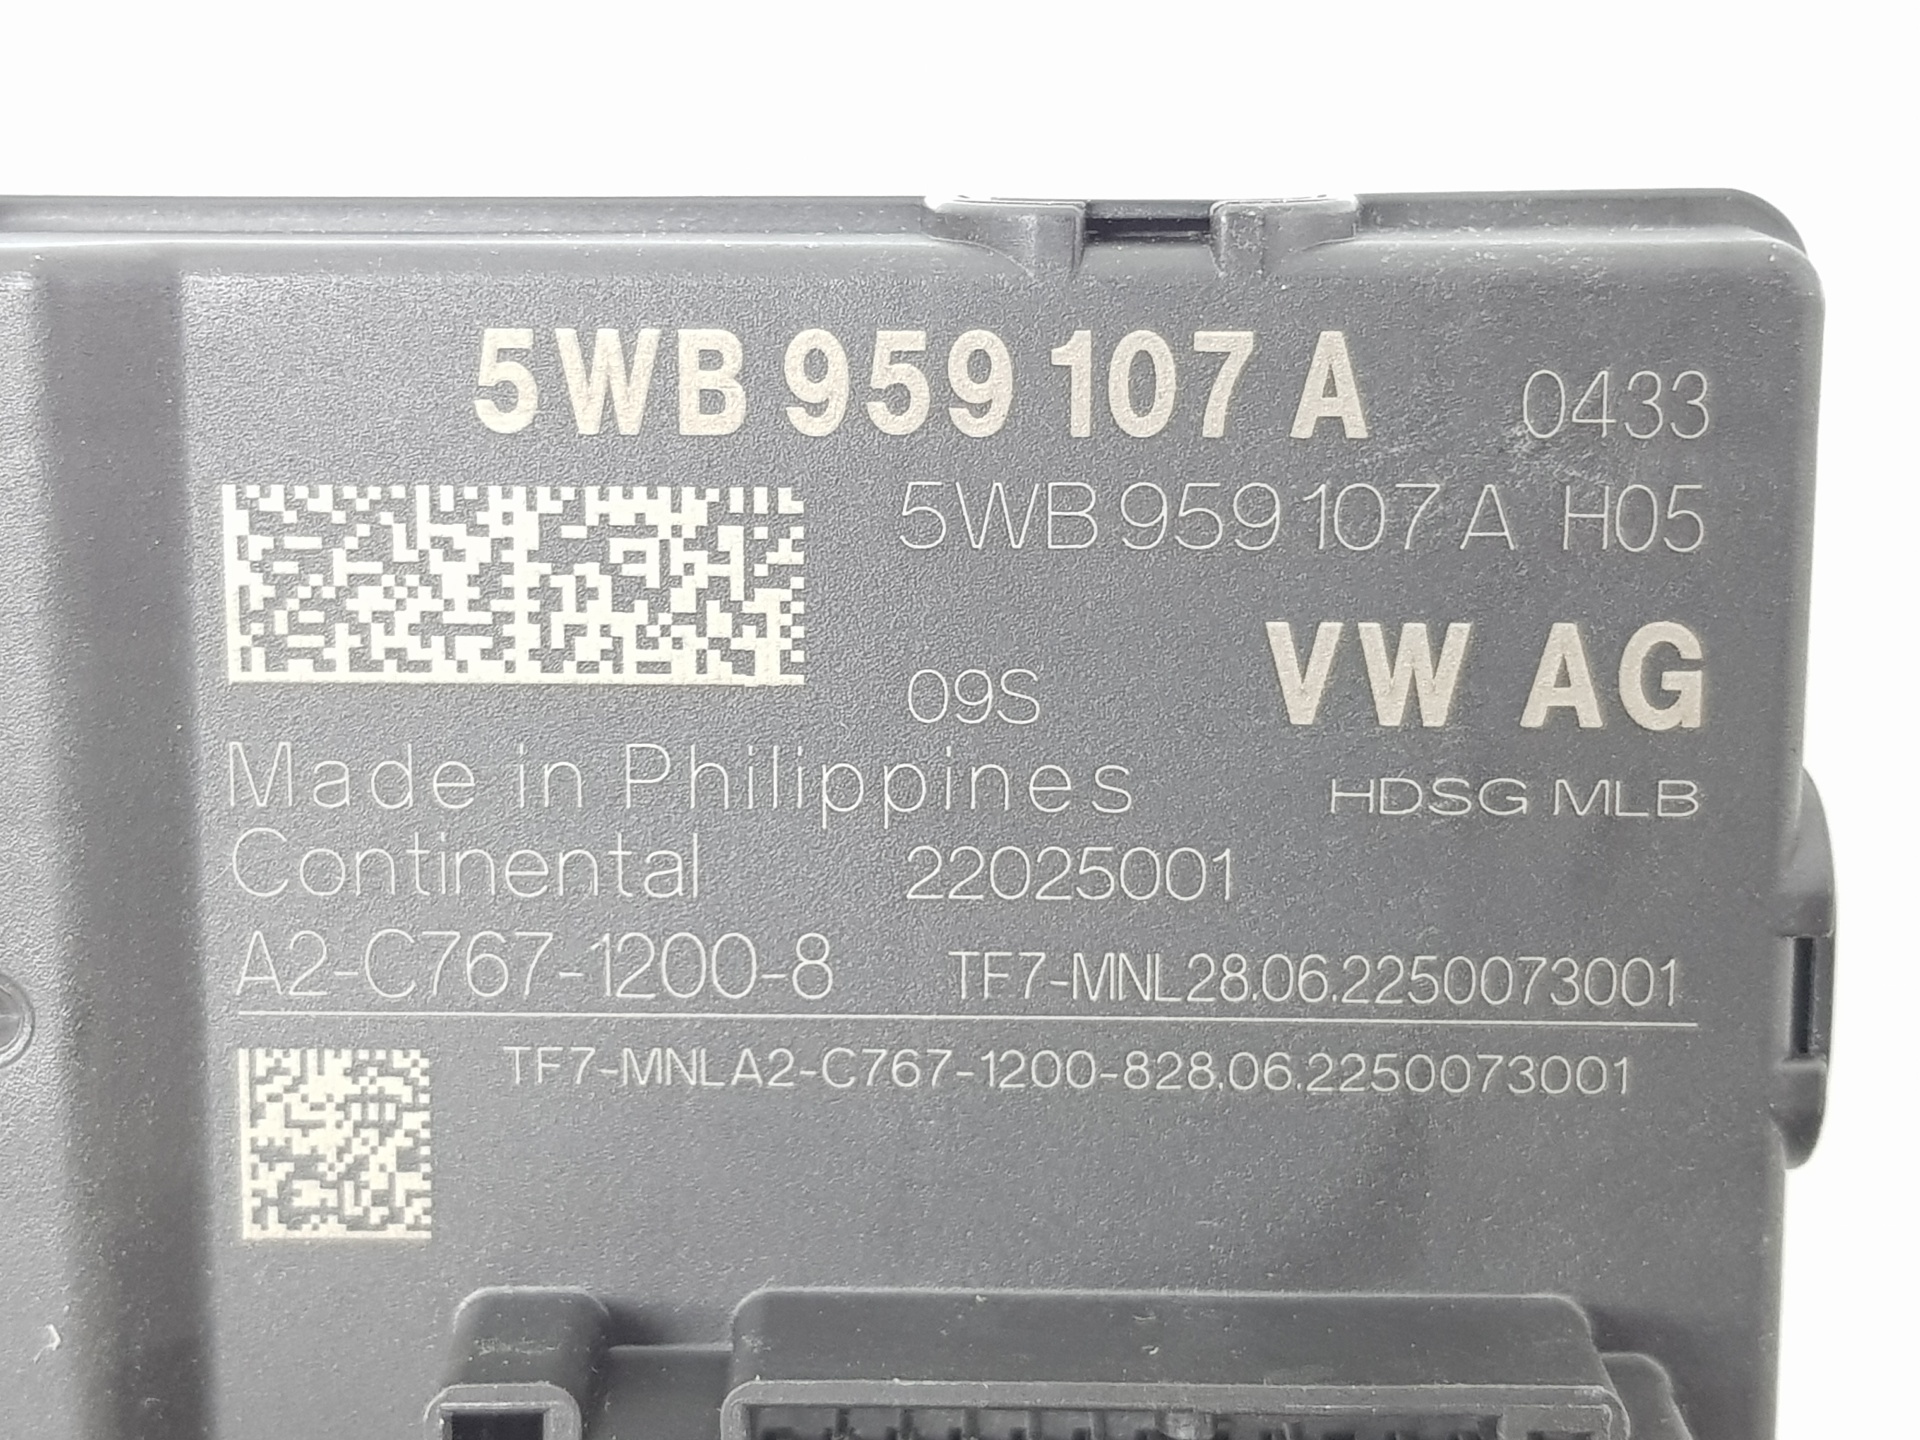 5WB 959 107 A 0433
5WB 959 107 A H05
VW AG
09S
Made in Philippines
HDSG MLB
Continental 22025001
A2-C767-1200-8 TF7-MNL28.06.2250073001
TF7-MNLA2-C767-1200-828.06.2250073001